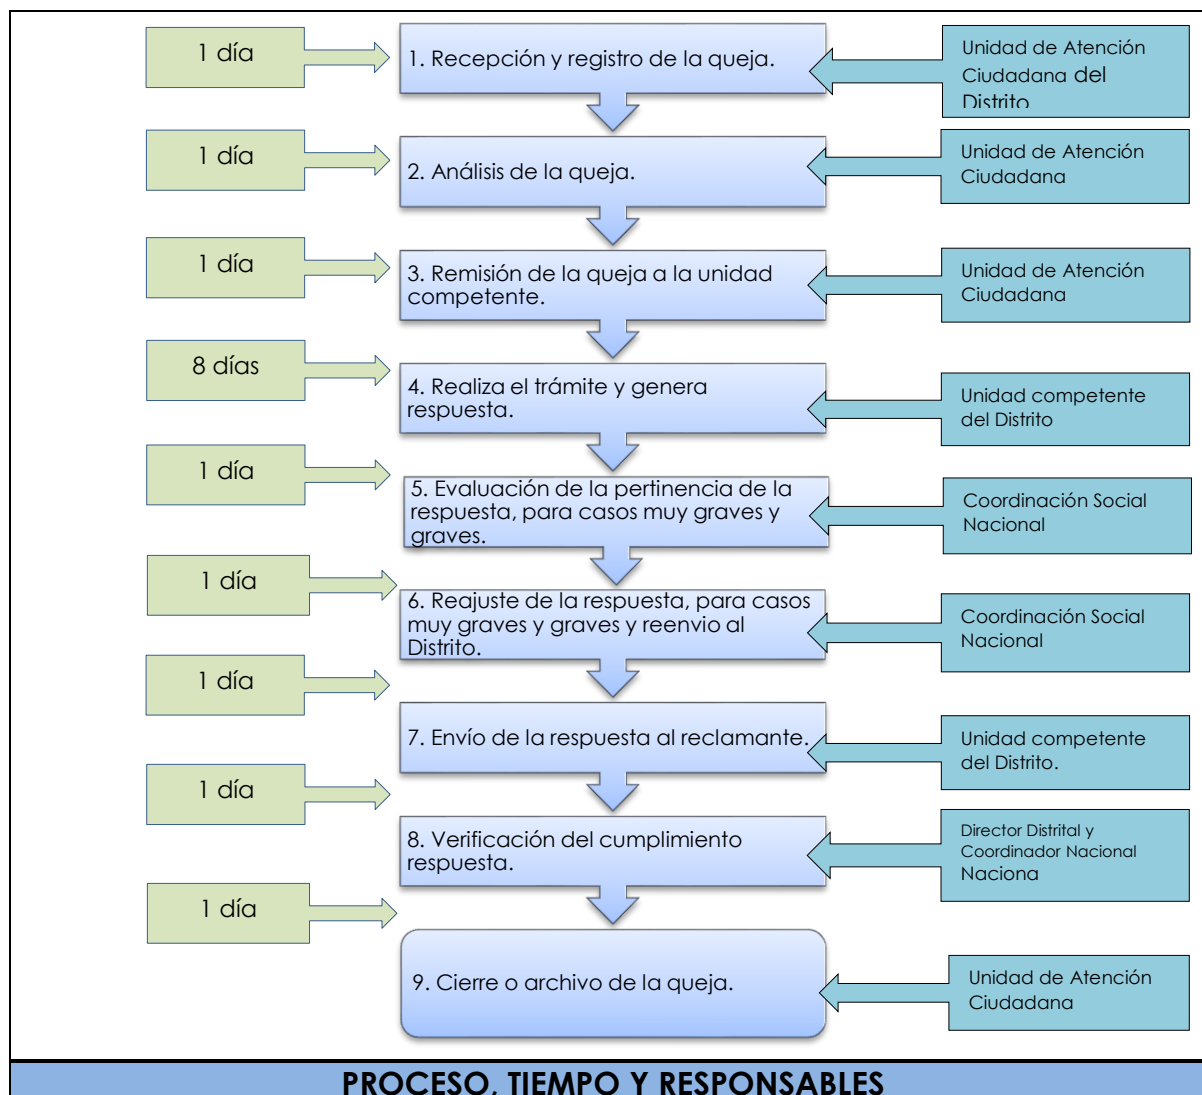 1 día
1. Recepción y registro de la queja.
Unidad de Atención
Ciudadana del
Distrito
1 día
2. Análisis de la queja.
Unidad de Atención
Ciudadana
1 día
3. Remisión de la queja a la unidad
competente.
Unidad de Atención
Ciudadana
8 días
4. Realiza el trámite y genera
respuesta.
Unidad competente
del Distrito
1 día
5. Evaluación de la pertinencia de la
respuesta, para casos muy graves y
graves.
Coordinación Social
Nacional
1 día
6. Reajuste de la respuesta, para casos
muy graves y graves y reenvio al
Distrito.
Coordinación Social
Nacional
1 día
7. Envío de la respuesta al reclamante.
Unidad competente
del Distrito.
1 día
8. Verificación del cumplimiento
respuesta.
Director Distrital y
Coordinador Nacional
Naciona
1 día
9. Cierre o archivo de la queja.
Unidad de Atención
Ciudadana
PROCESO, TIEMPO Y RESPONSABLES